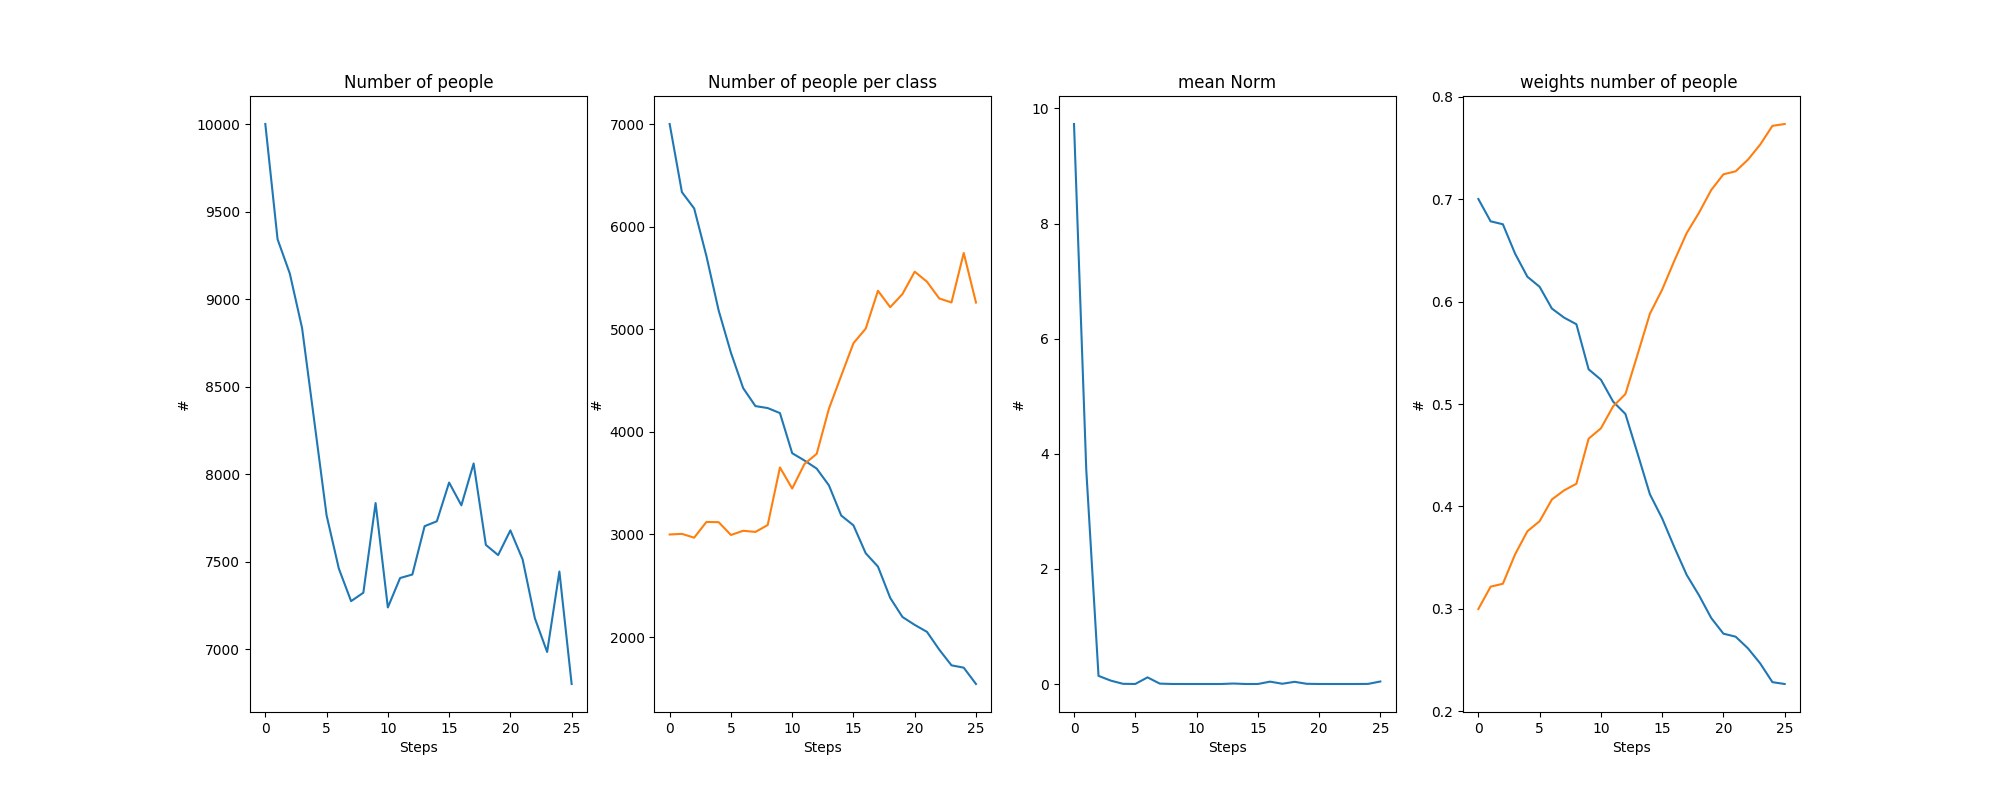 Number of people
10000
9500
9000
8500
8000
7500
7000
#
0 5 10 15 20 25
Steps
Number of people per class
7000
6000
5000
4000
3000
2000
#
0 5 10 15 20 25
Steps
mean Norm
10
8
6
4
2
0
#
0 5 10 15 20 25
Steps
weights number of people
0.8
0.7
0.6
0.5
0.4
0.3
0.2
#
0 5 10 15 20 25
Steps